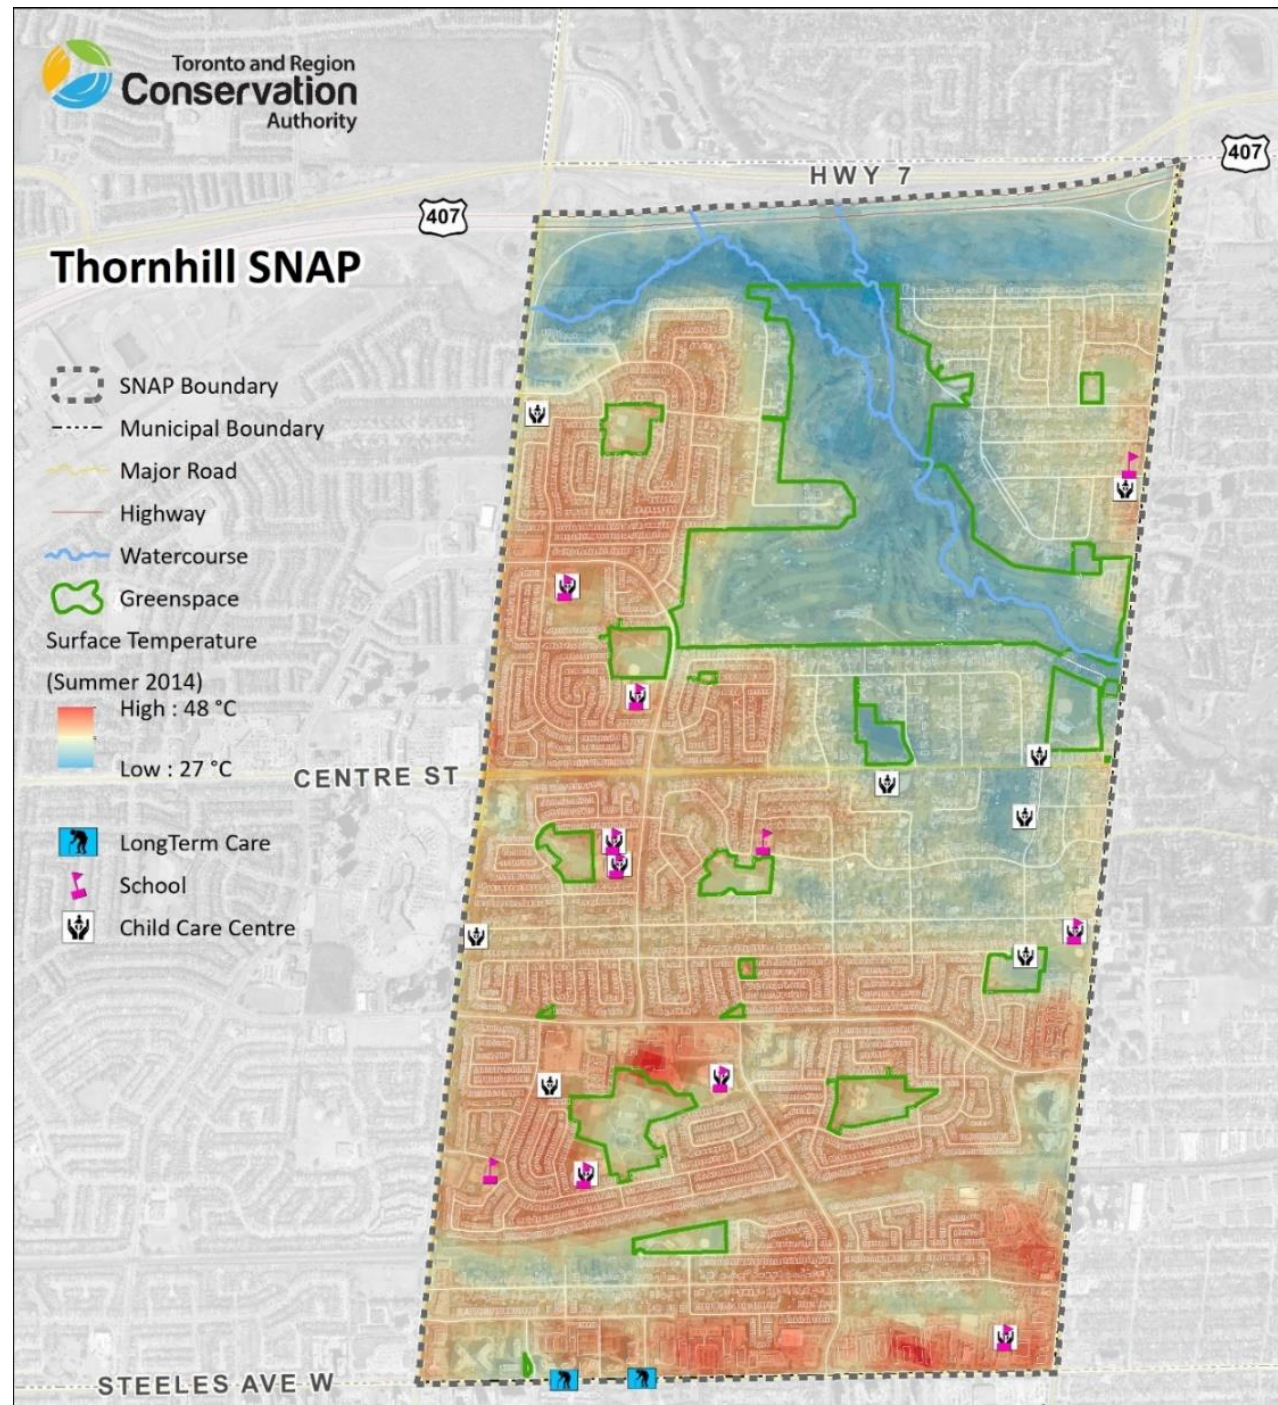 Toronto and Region
Conservation
Authority
407
HWY 7
407
Thornhill SNAP
SNAP Boundary
Municipal Boundary
Major Road
Highway
Watercourse
Greenspace
Surface Temperature
(Summer 2014)
High : 48 °C
Low : 27 °C
CENTRE ST
LongTerm Care
School
Child Care Centre
STEELES AVE W